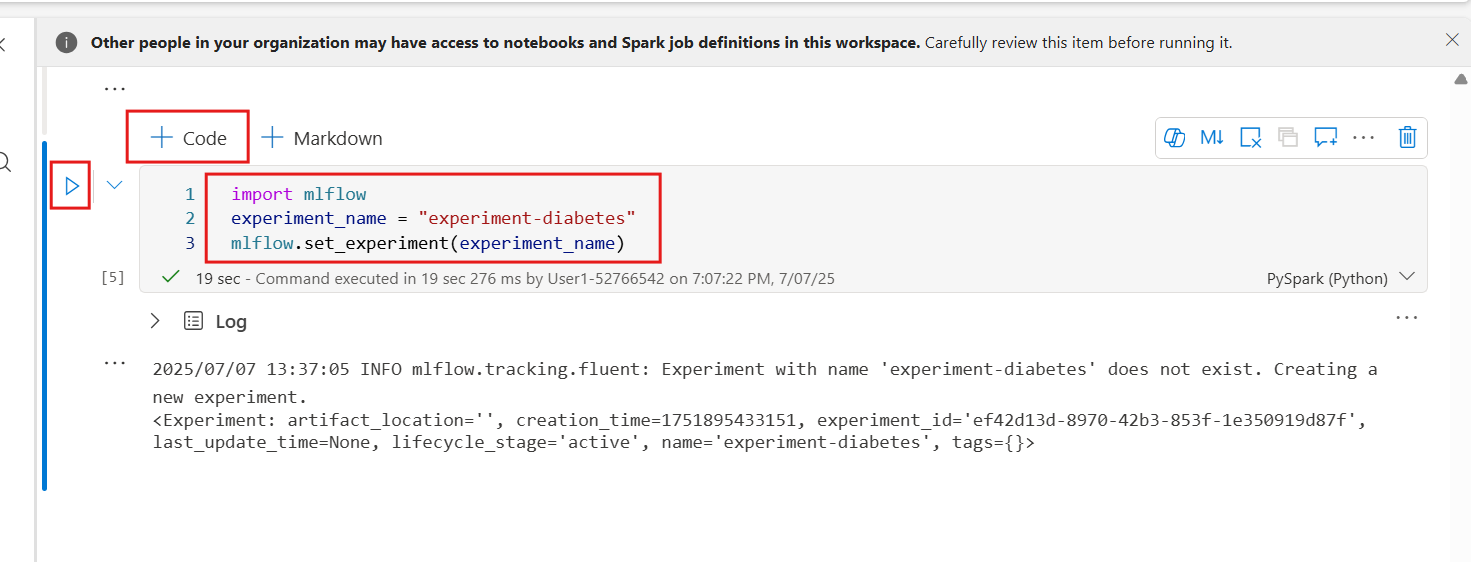 Other people in your organization may have access to notebooks and Spark job definitions in this workspace. Carefully review this item before running it.
...
+ Code + Markdown
M↓ ...
1 import mlflow
2 experiment_name = "experiment-diabetes"
3 mlflow.set_experiment(experiment_name)
[5] 19 sec - Command executed in 19 sec 276 ms by User1-52766542 on 7:07:22 PM, 7/07/25 PySpark (Python)
Log ...
... 2025/07/07 13:37:05 INFO mlflow.tracking.fluent: Experiment with name 'experiment-diabetes' does not exist. Creating a
new experiment.
<Experiment: artifact_location='', creation_time=1751895433151, experiment_id='ef42d13d-8970-42b3-853f-1e350919d87f',
last_update_time=None, lifecycle_stage='active', name='experiment-diabetes', tags={}>